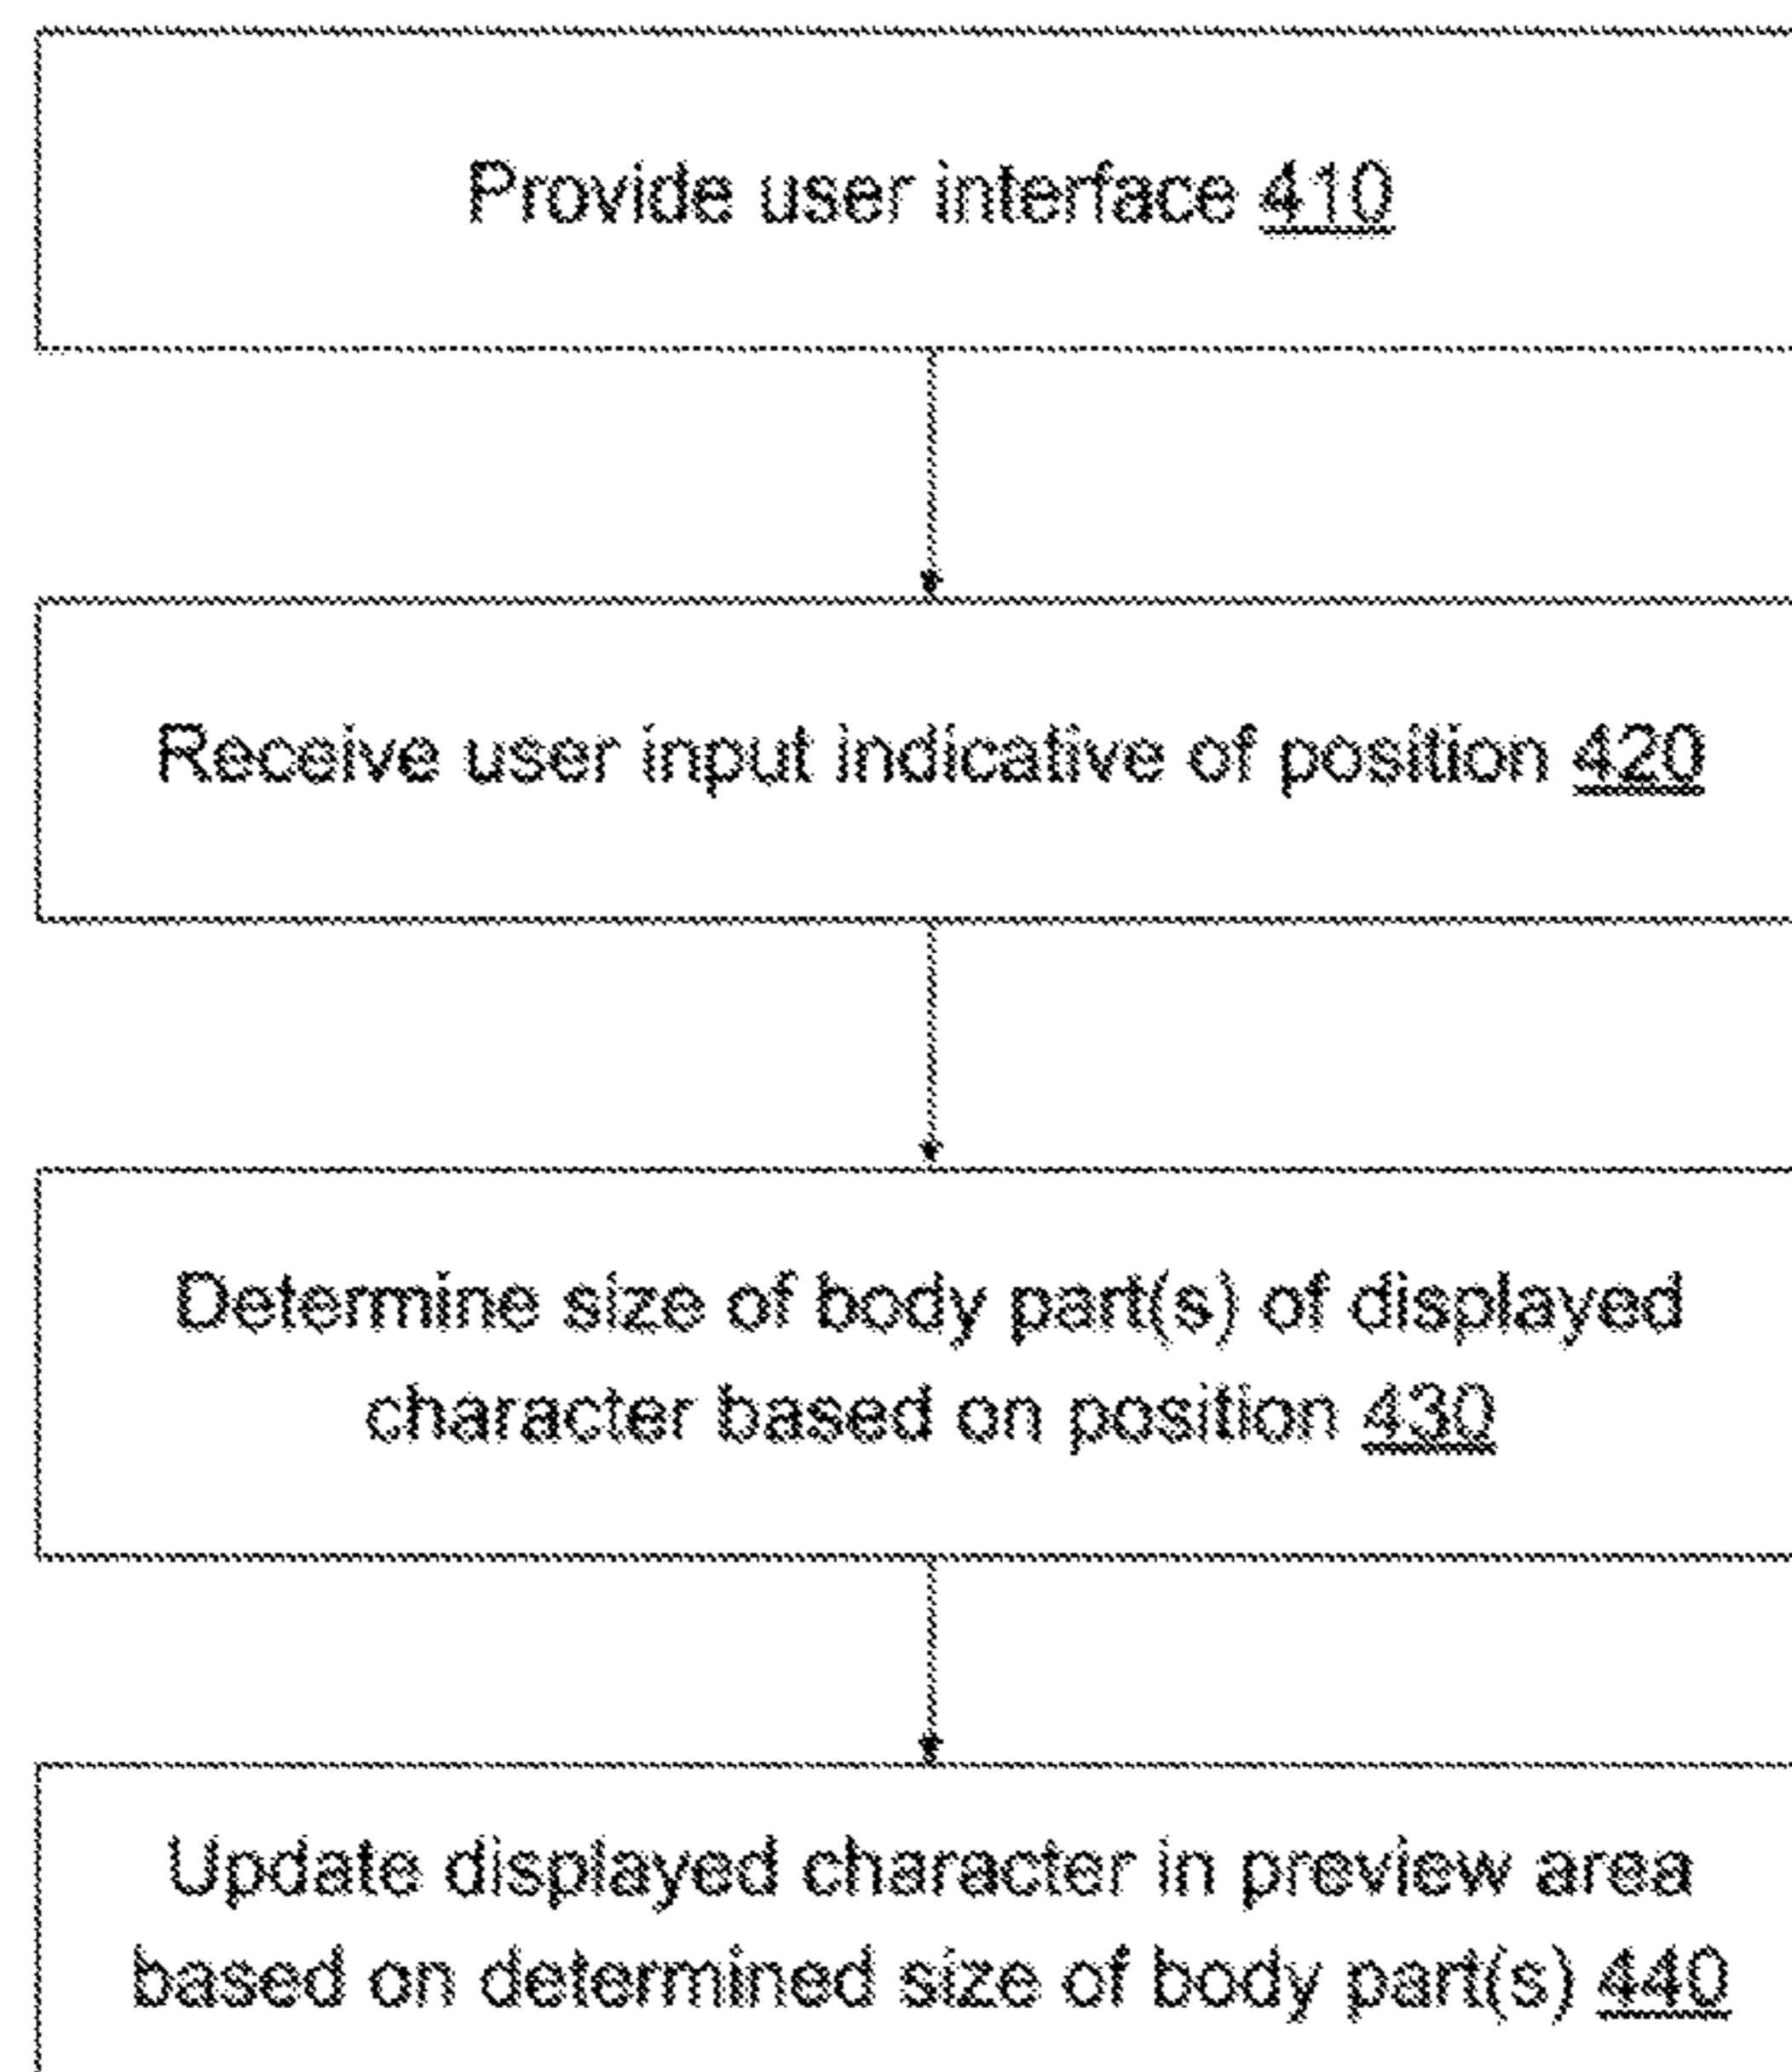 Provide user interface 410
Receive user input indicative of position 420
Determine size of body part(s) of displayed
character based on position 430
Update displayed character in preview area
based on determined size of body part(s) 440